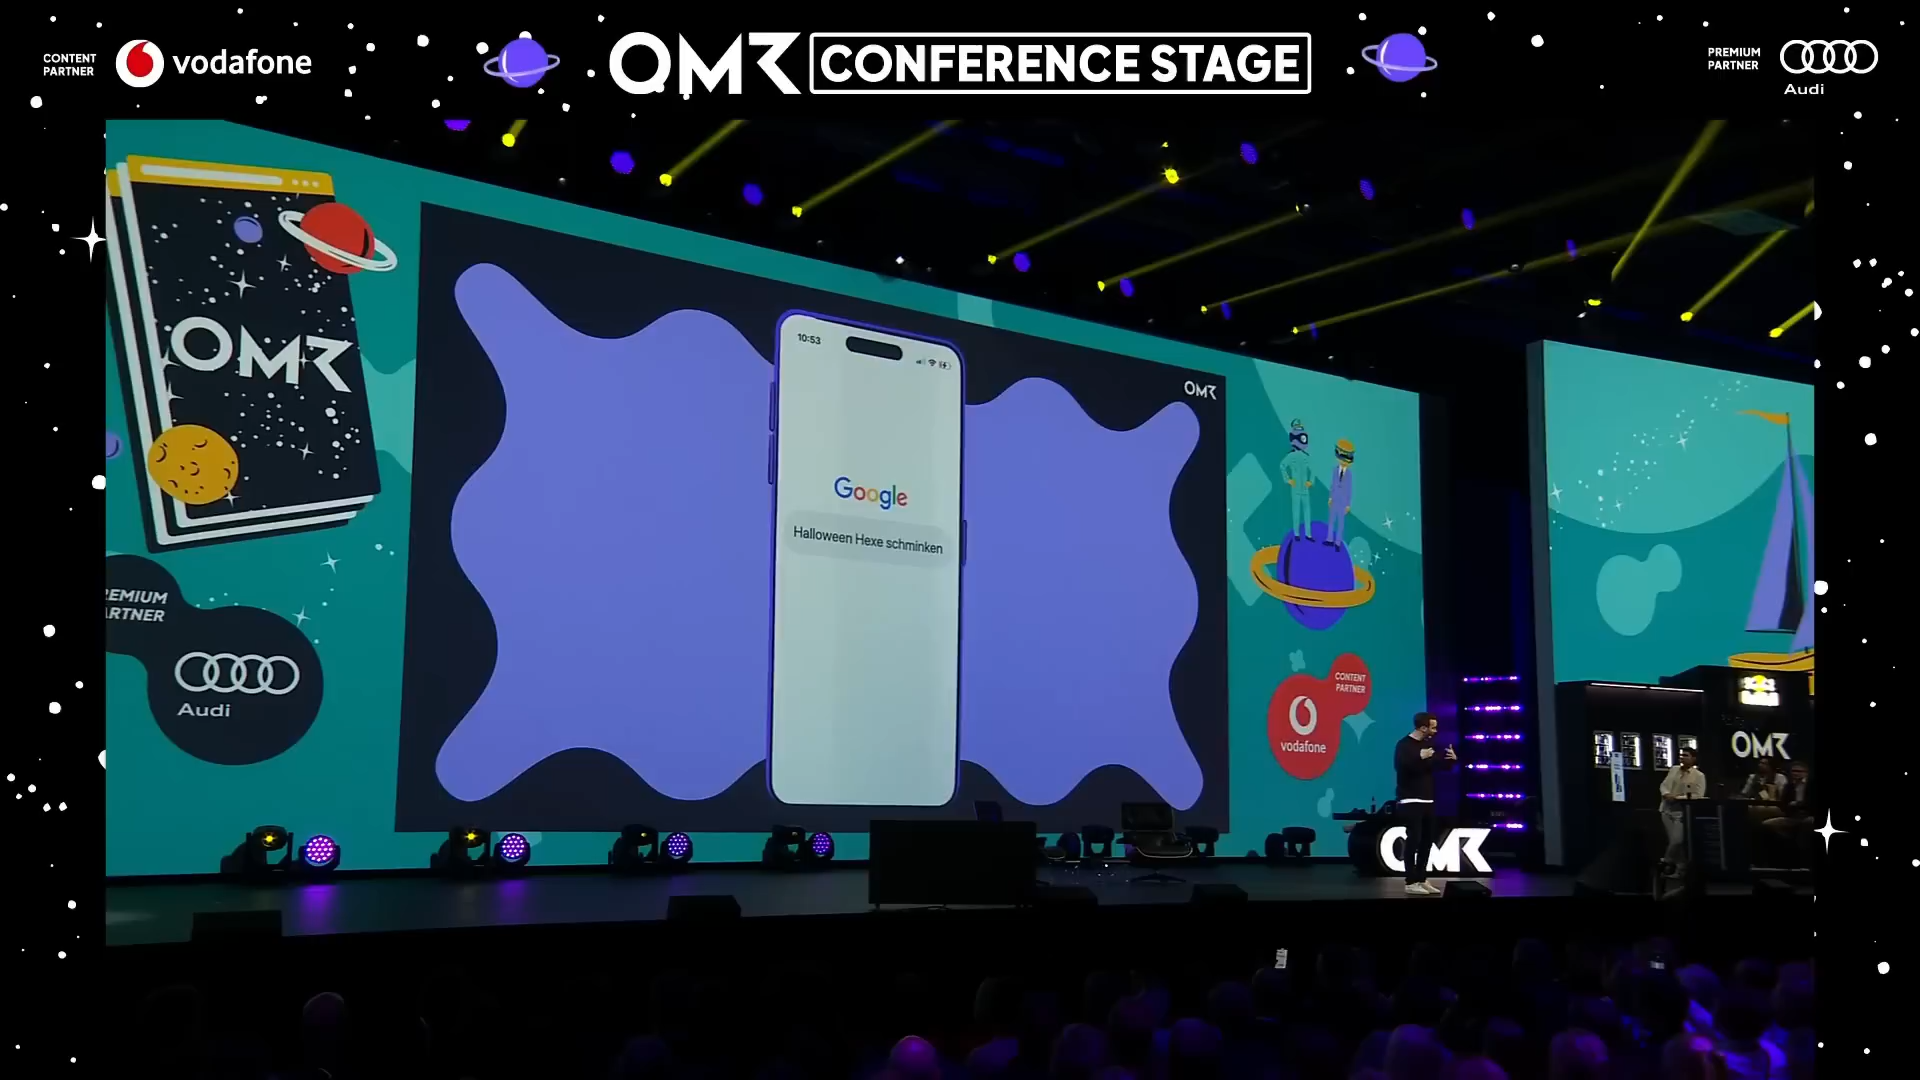 CONTENT
PARTNER
vodafone
OMR CONFERENCE STAGE
PREMIUM
PARTNER
Audi
OMR
10:53
OMR
Google
Halloween Hexe schminken
EMIUM
RTNER
Audi
CONTENT
PARTNER
vodafone
OMR
OMR